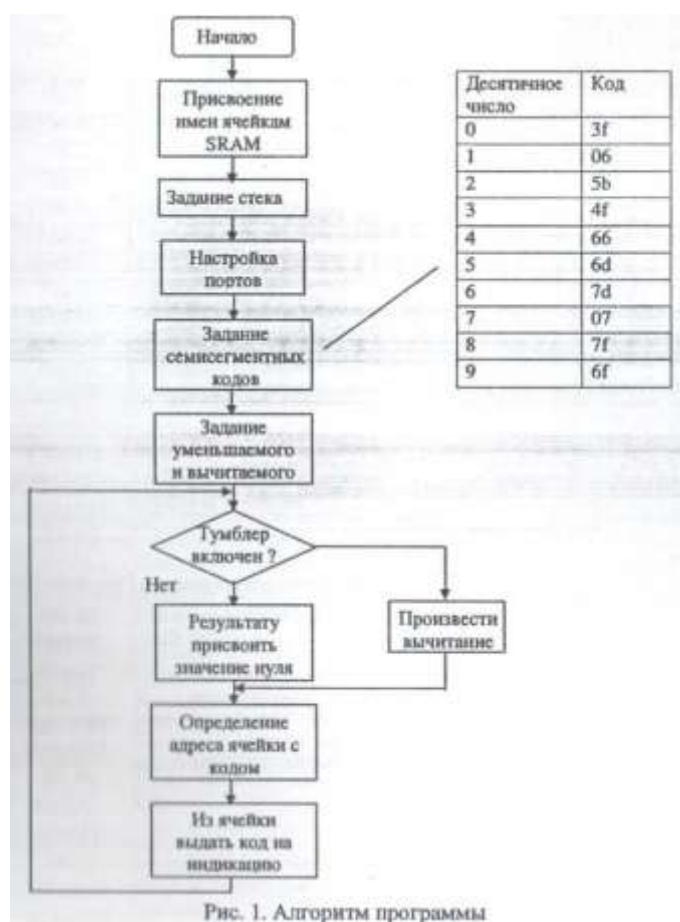 Начало
Присвоение
имен ячейкам
SRAM
Задание стека
Настройка
портов
Задание
семисегментных
кодов
Задание
уменьшаемого
и вычитаемого
Тумблер
включен ?
Нет
Результату
присвоить
значение нуля
Произвести
вычитание
Определение
адреса ячейки с
кодом
Из ячейки
выдать код на
индикацию
Десятичное Код
число
0 3f
1 06
2 5b
3 4f
4 66
5 6d
6 7d
7 07
8 7f
9 6f
Рис. 1. Алгоритм программы